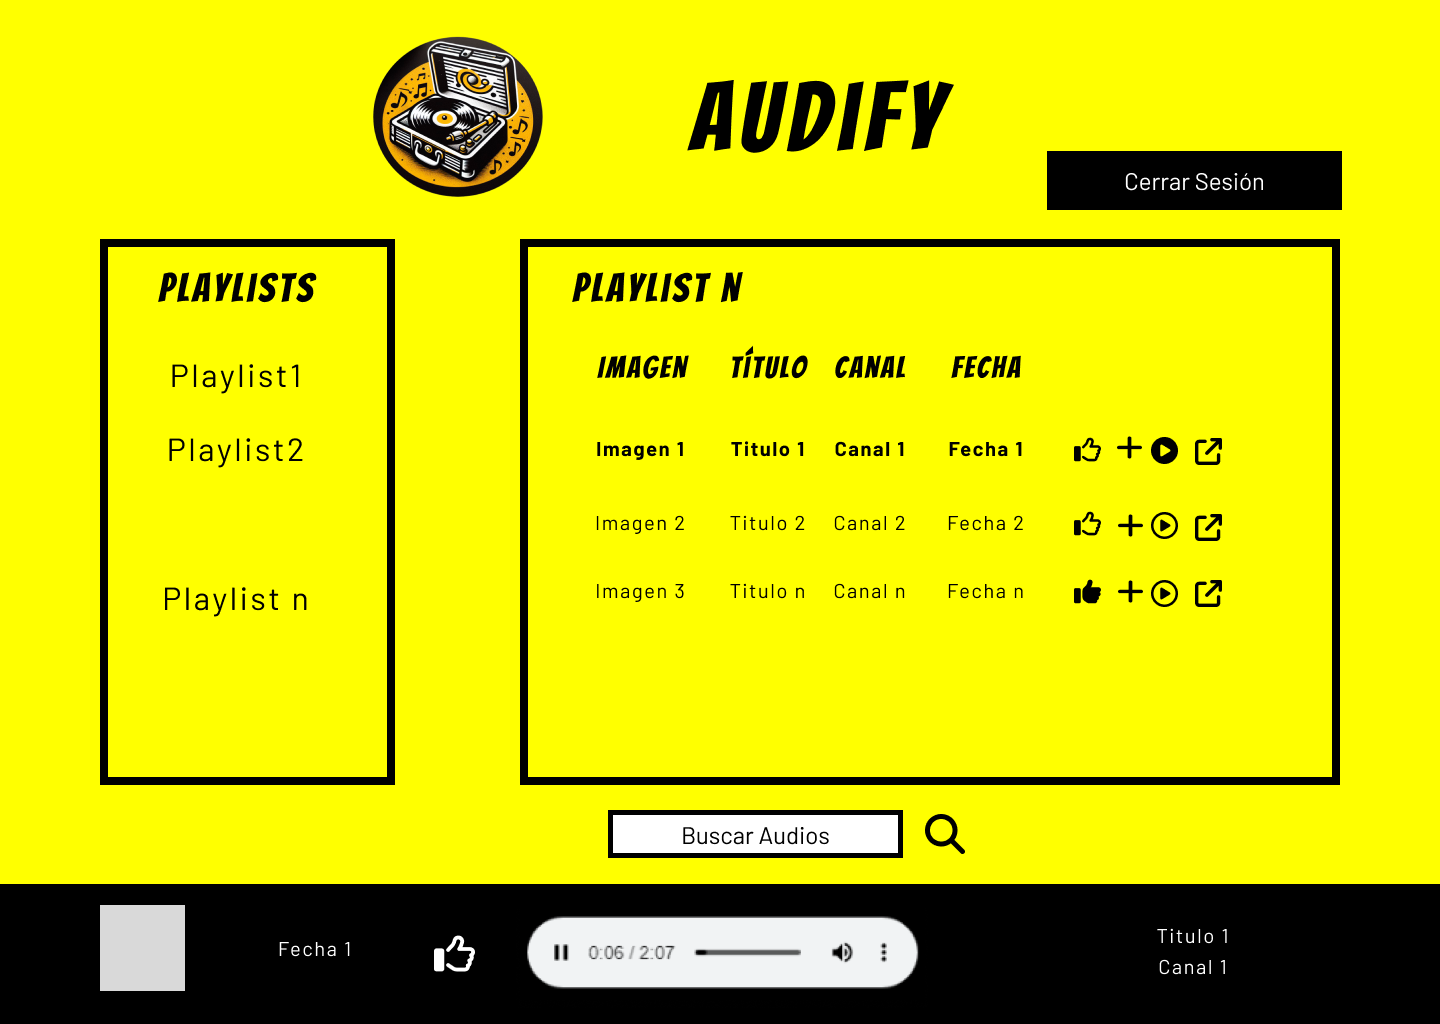 AUDIFY
Cerrar Sesión
PLAYLISTS
Playlist1
Playlist2
Playlist n
PLAYLIST N
IMAGEN TÍTULO CANAL FECHA
Imagen 1 Titulo 1 Canal 1 Fecha 1
Imagen 2 Titulo 2 Canal 2 Fecha 2
Imagen 3 Titulo n Canal n Fecha n
Buscar Audios
Fecha 1
0:06 / 2:07
Titulo 1
Canal 1